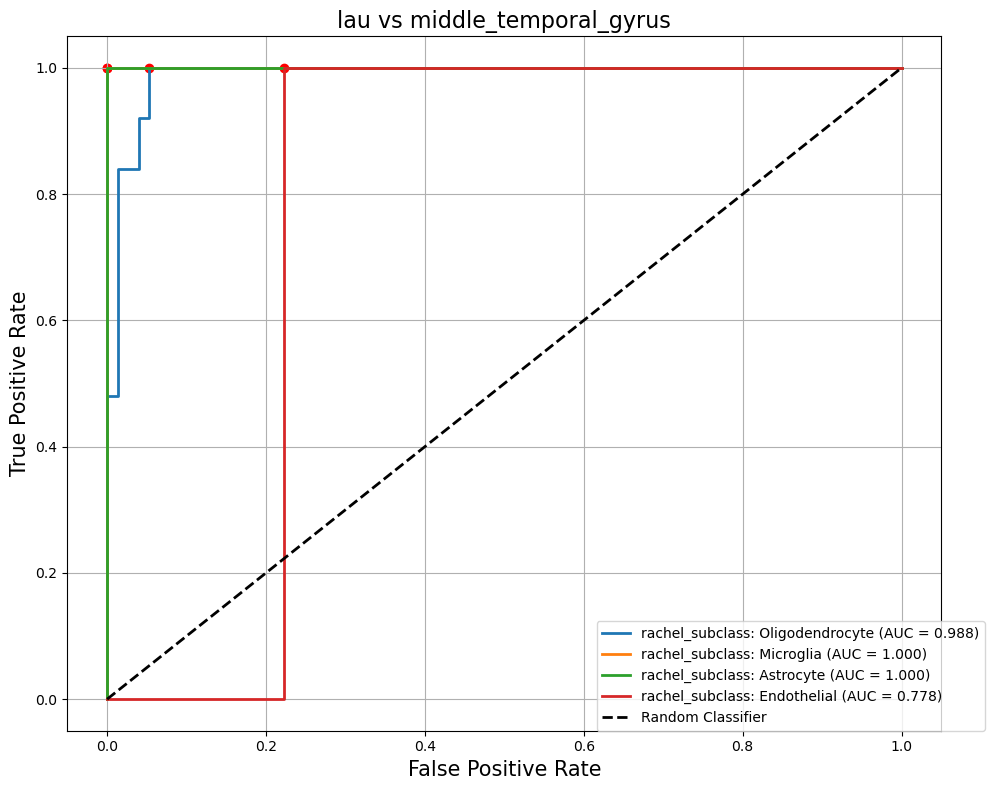 lau vs middle_temporal_gyrus
True Positive Rate
1.0
0.8
0.6
0.4
0.2
0.0
rachel_subclass: Oligodendrocyte (AUC = 0.988)
rachel_subclass: Microglia (AUC = 1.000)
rachel_subclass: Astrocyte (AUC = 1.000)
rachel_subclass: Endothelial (AUC = 0.778)
Random Classifier
0.0 0.2 0.4 0.6 0.8 1.0
False Positive Rate